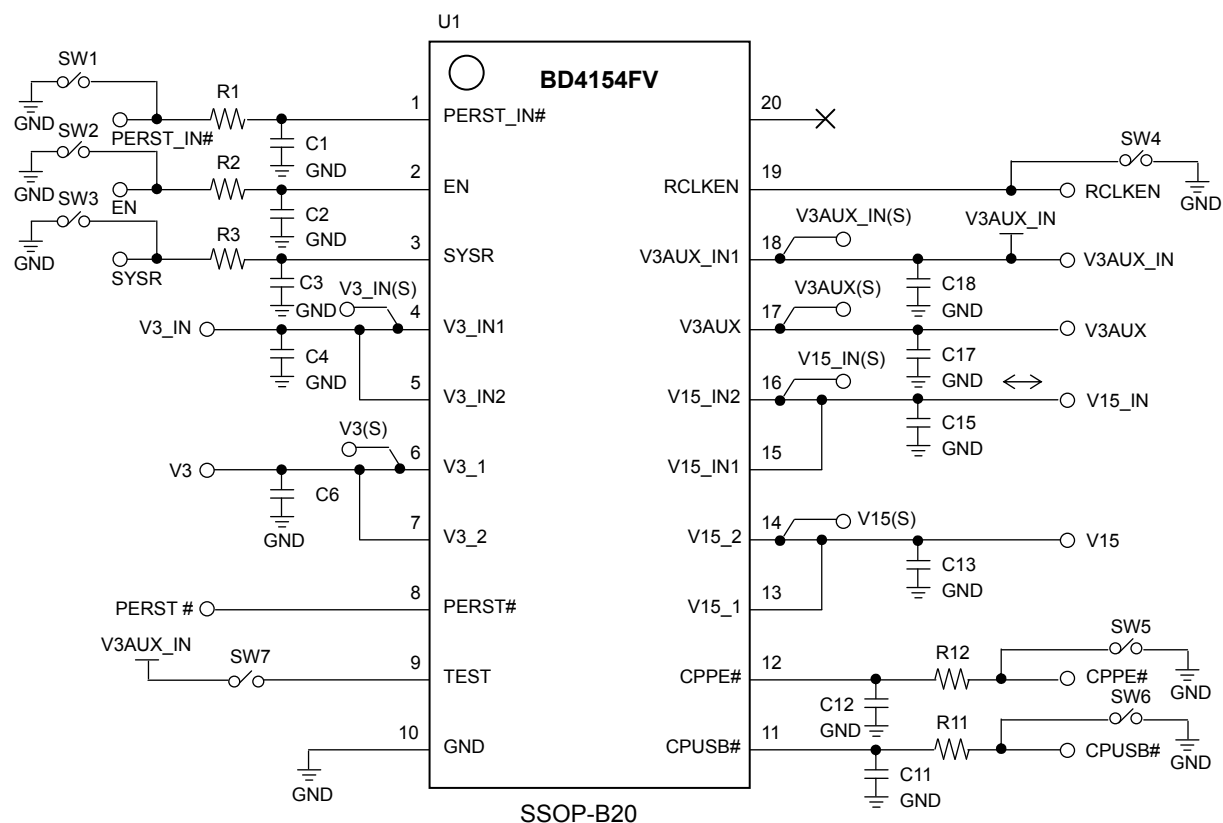 U1
BD4154FV
SW1
GND
R1
1
PERST_IN#
PERST_IN#
C1
GND
SW2
GND
R2
2
EN
EN
C2
GND
SW3
GND
R3
3
SYSR
SYSR
C3
GND
V3_IN(S)
V3_IN
4
V3_IN1
C4
GND
5
V3_IN2
V3(S)
V3
6
V3_1
C6
GND
7
V3_2
PERST #
8
PERST#
V3AUX_IN
SW7
9
TEST
10
GND
GND
20
SW4
GND
19
RCLKEN
RCLKEN
V3AUX_IN(S)
V3AUX_IN
18
V3AUX_IN1
V3AUX_IN
C18
GND
V3AUX(S)
17
V3AUX
V3AUX
C17
GND
V15_IN(S)
16
V15_IN2
V15_IN
C15
GND
15
V15_IN1
14
V15(S)
V15_2
V15
C13
GND
13
V15_1
SW5
GND
12
R12
CPPE#
CPPE#
C12
GND
SW6
GND
11
R11
CPUSB#
CPUSB#
C11
GND
SSOP-B20